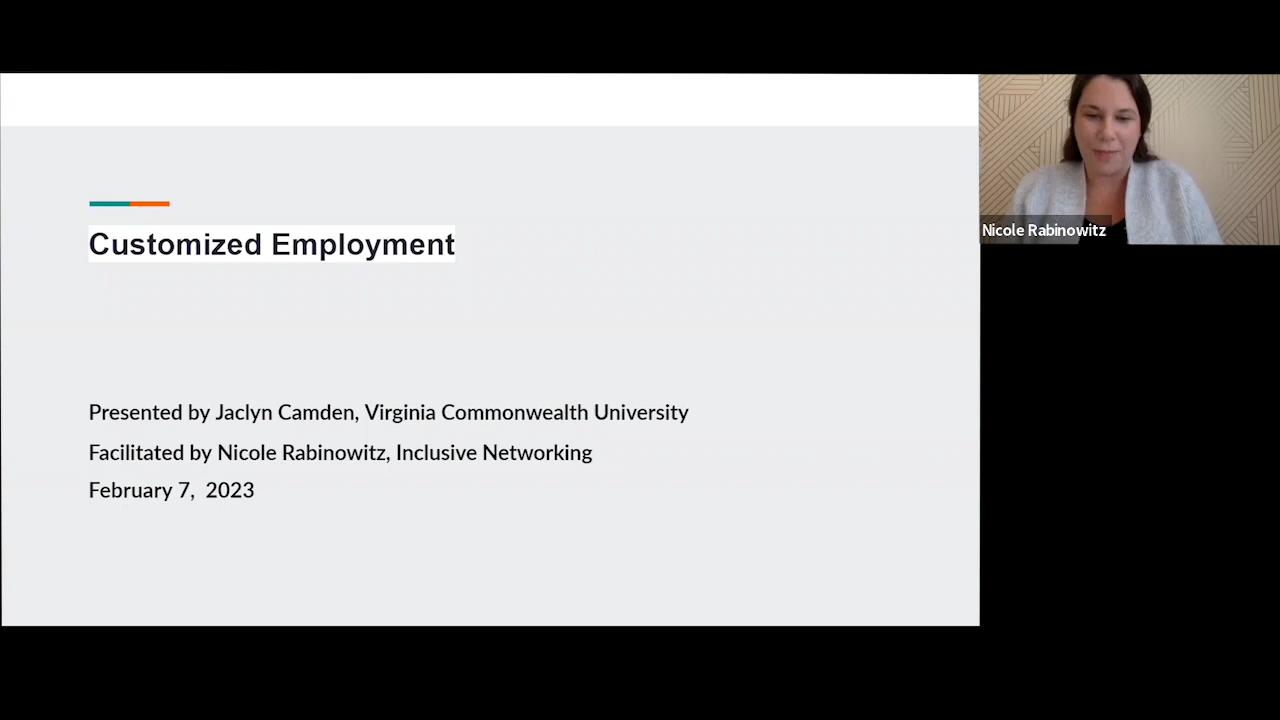 Customized Employment
Presented by Jaclyn Camden, Virginia Commonwealth University
Facilitated by Nicole Rabinowitz, Inclusive Networking
February 7,  2023
Nicole Rabinowitz